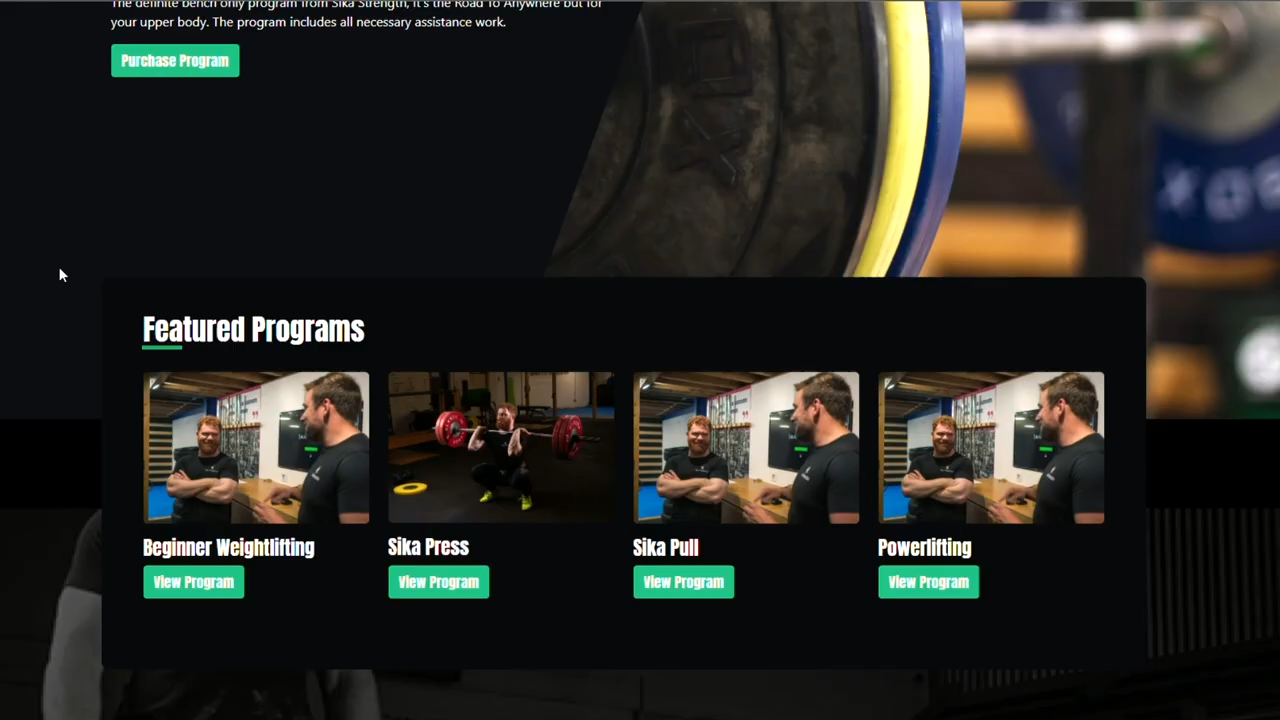 The definite bench only program from Sika Strength, it's the Road To Anywhere but for
your upper body. The program includes all necessary assistance work.
Purchase Program
Featured Programs
Beginner Weightlifting
Sika Press
Sika Pull
Powerlifting
View Program
View Program
View Program
View Program